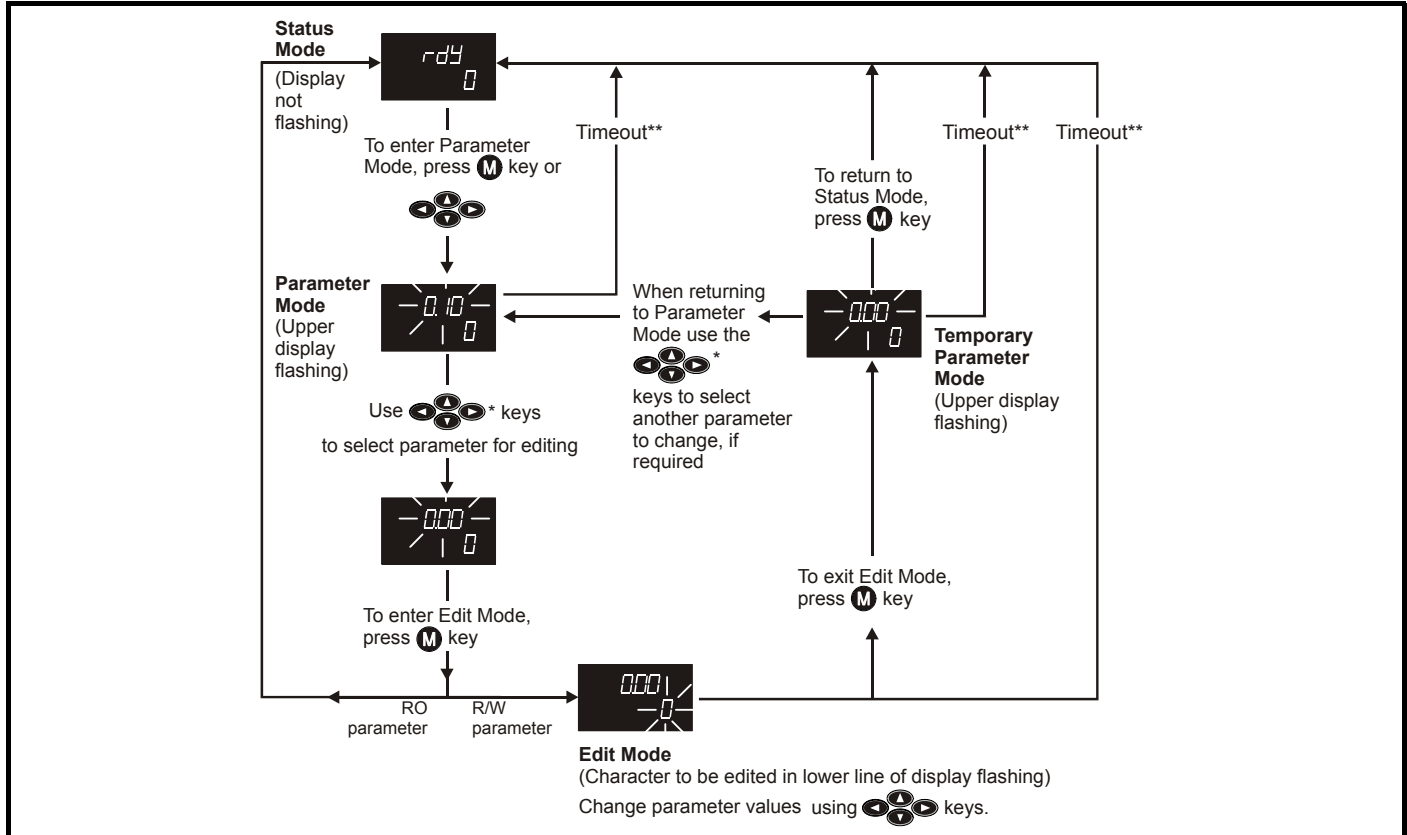 Status
Mode
(Display
not
flashing)
rdy
0
To enter Parameter
Mode, press M key or
Timeout**
To return to
Status Mode,
press M key
Timeout**
Timeout**
Parameter
Mode
(Upper
display
flashing)
0.10
0
When returning
to Parameter
Mode use the
*
keys to select
another parameter
to change, if
required
0.00
0
Temporary
Parameter
Mode
(Upper display
flashing)
Use * keys
to select parameter for editing
0.00
0
To enter Edit Mode,
press M key
To exit Edit Mode,
press M key
RO
parameter
R/W
parameter
0.00
0
Edit Mode
(Character to be edited in lower line of display flashing)
Change parameter values using keys.